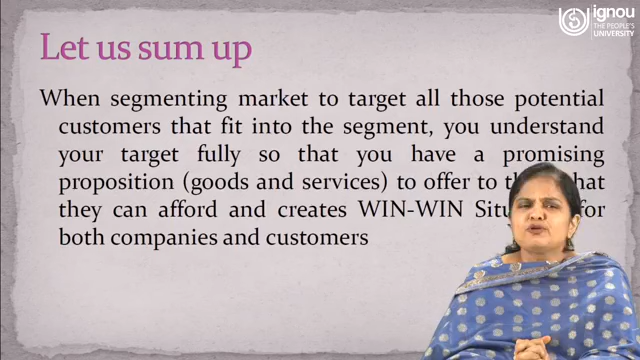 ignou
THE PEOPLE'S
UNIVERSITY
Let us sum up
When segmenting market to target all those potential
customers that fit into the segment, you understand
your target fully so that you have a promising
proposition (goods and services) to offer to
they can afford and creates WIN-WIN for
both companies and customers